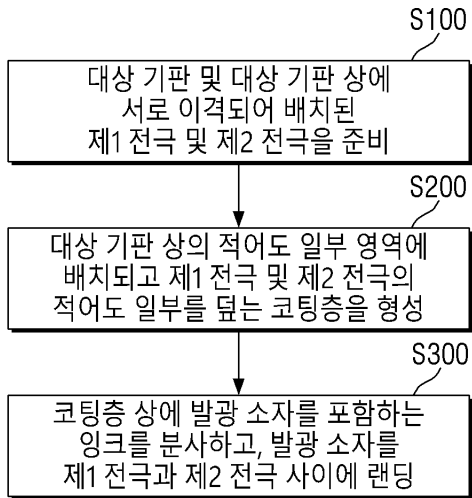 S100
대상 기판 및 대상 기판 상에
서로 이격되어 배치된
제1 전극 및 제2 전극을 준비
S200
대상 기판 상의 적어도 일부 영역에
배치되고 제1 전극 및 제2 전극의
적어도 일부를 덮는 코팅층을 형성
S300
코팅층 상에 발광 소자를 포함하는
잉크를 분사하고, 발광 소자를
제1 전극과 제2 전극 사이에 랜딩